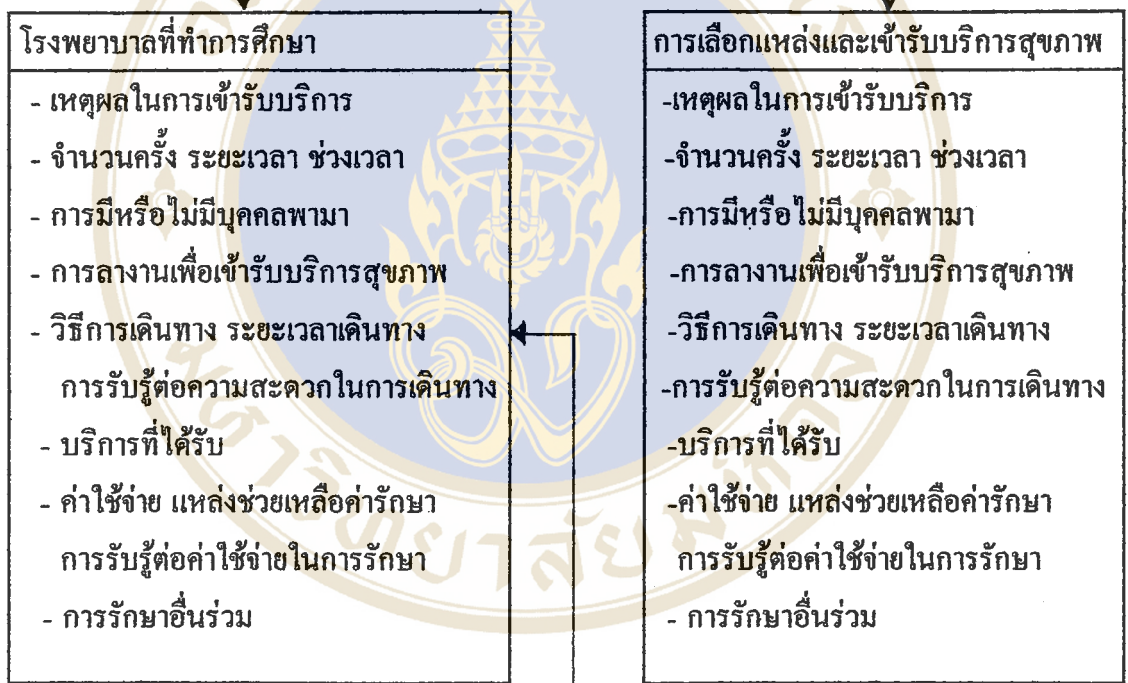 โรงพยาบาลที่ทำการศึกษา
- เหตุผลในการเข้ารับบริการ
- จำนวนครั้ง ระยะเวลา ช่วงเวลา
- การมีหรือไม่มีบุคคลพามา
- การลางานเพื่อเข้ารับบริการสุขภาพ
- วิธีการเดินทาง ระยะเวลาเดินทาง
การรับรู้ต่อความสะดวกในการเดินทาง
- บริการที่ได้รับ
- ค่าใช้จ่าย แหล่งช่วยเหลือค่ารักษา
การรับรู้ต่อค่าใช้จ่ายในการรักษา
- การรักษาอื่นร่วม
การเลือกแหล่งและเข้ารับบริการสุขภาพ
-เหตุผลในการเข้ารับบริการ
-จำนวนครั้ง ระยะเวลา ช่วงเวลา
-การมีหรือไม่มีบุคคลพามา
-การลางานเพื่อเข้ารับบริการสุขภาพ
-วิธีการเดินทาง ระยะเวลาเดินทาง
-การรับรู้ต่อความสะดวกในการเดินทาง
-บริการที่ได้รับ
-ค่าใช้จ่าย แหล่งช่วยเหลือค่ารักษา
การรับรู้ต่อค่าใช้จ่ายในการรักษา
- การรักษาอื่นร่วม
มหาวิทยาลัยมหิดล